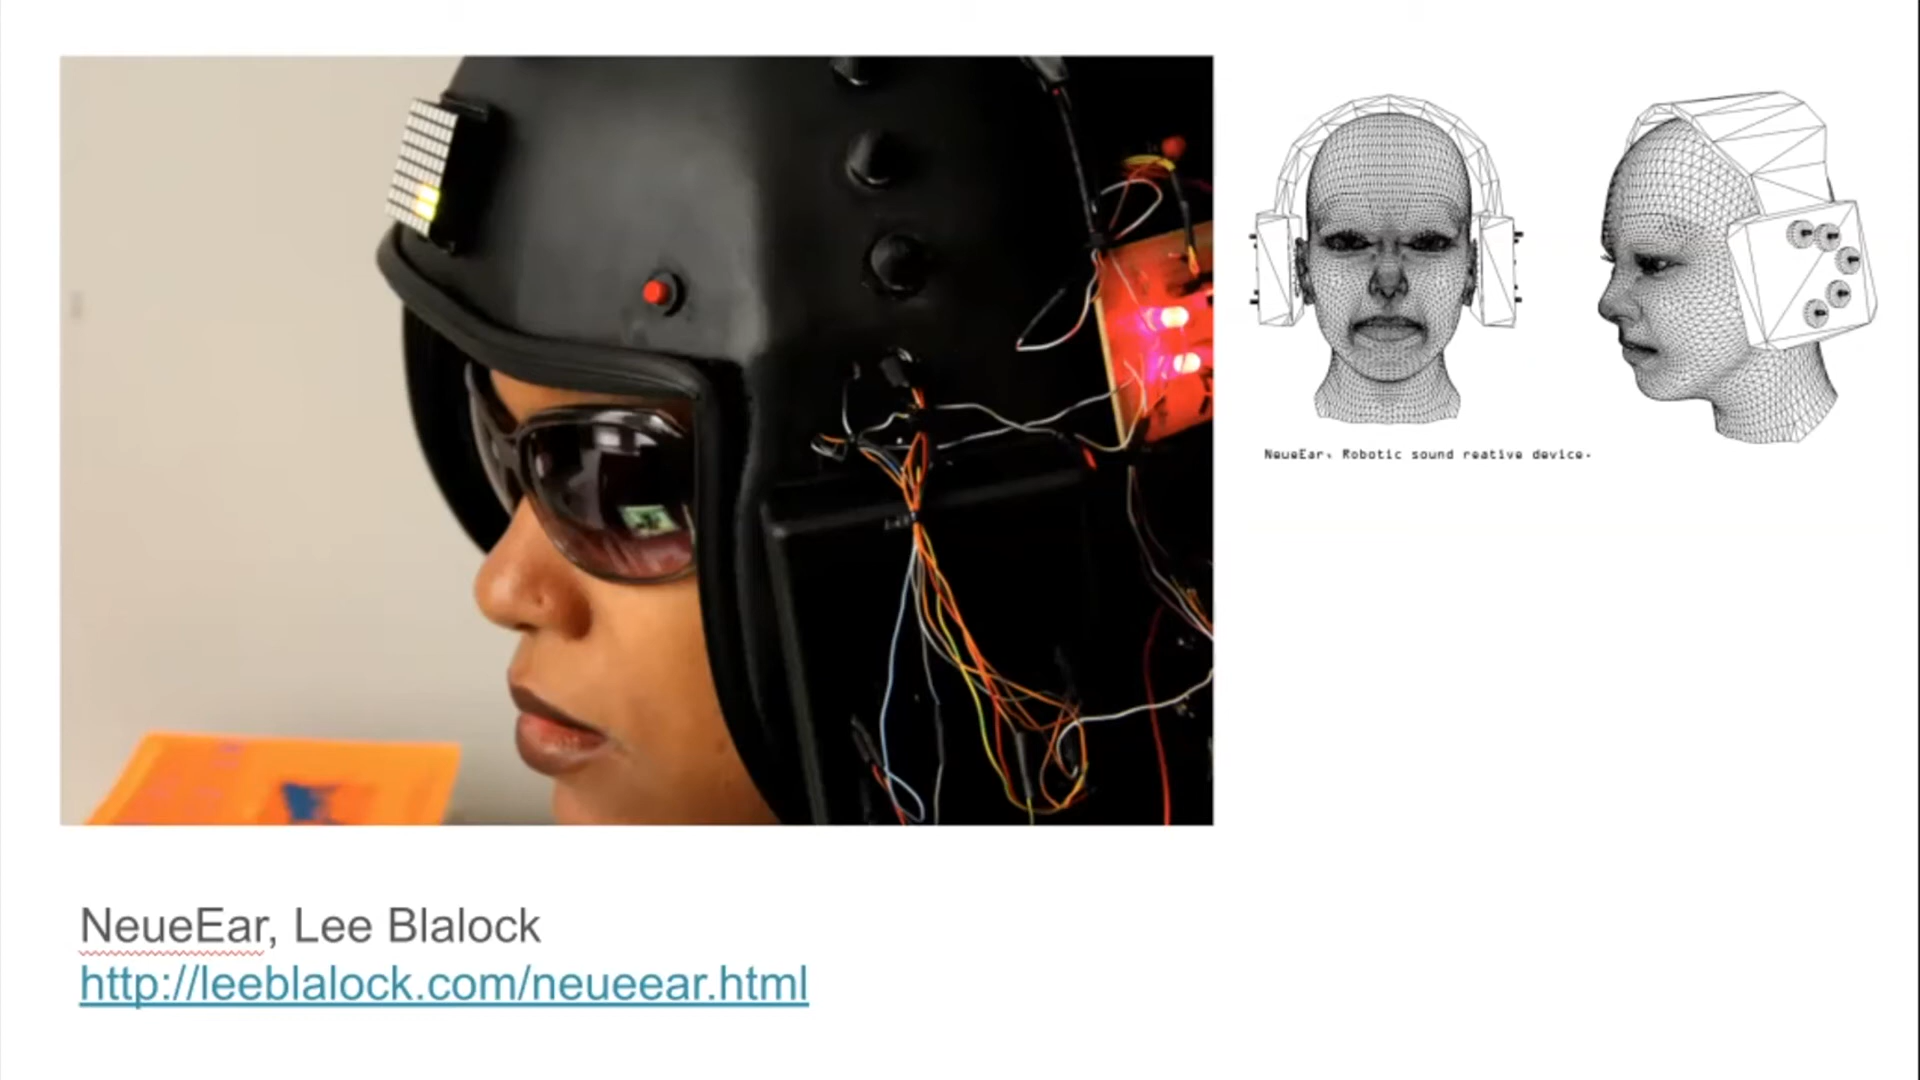 NeueEar. Robotic sound reative device.
NeueEar, Lee Blalock
http://leeblalock.com/neueear.html